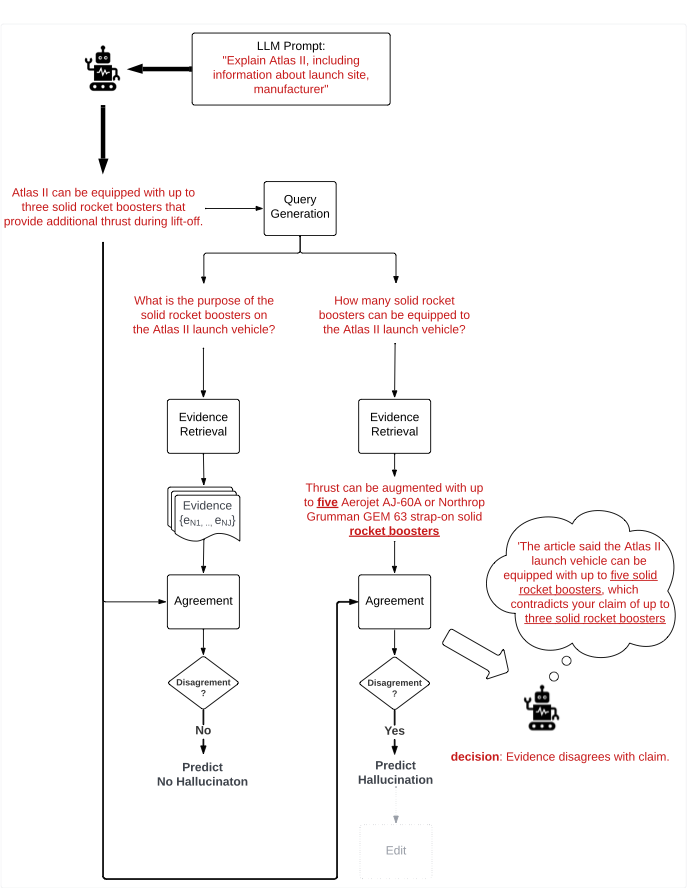 LLM Prompt:
"Explain Atlas II, including
information about launch site,
manufacturer"
Atlas II can be equipped with up to
three solid rocket boosters that
provide additional thrust during lift-off.
Query
Generation
What is the purpose of the
solid rocket boosters on
the Atlas II launch vehicle?
How many solid rocket
boosters can be equipped to
the Atlas II launch vehicle?
Evidence
Retrieval
Evidence
Retrieval
Evidence
{eN1, .., eNJ}
Thrust can be augmented with up
to five Aerojet AJ-60A or Northrop
Grumman GEM 63 strap-on solid
rocket boosters
'The article said the Atlas II
launch vehicle can be
equipped with up to five solid
rocket boosters, which
contradicts your claim of up to
three solid rocket boosters
Agreement
Agreement
Disagrement
?
Disagrement
?
No
Yes
Predict
No Hallucinaton
Predict
Hallucination
decision: Evidence disagrees with claim.
Edit